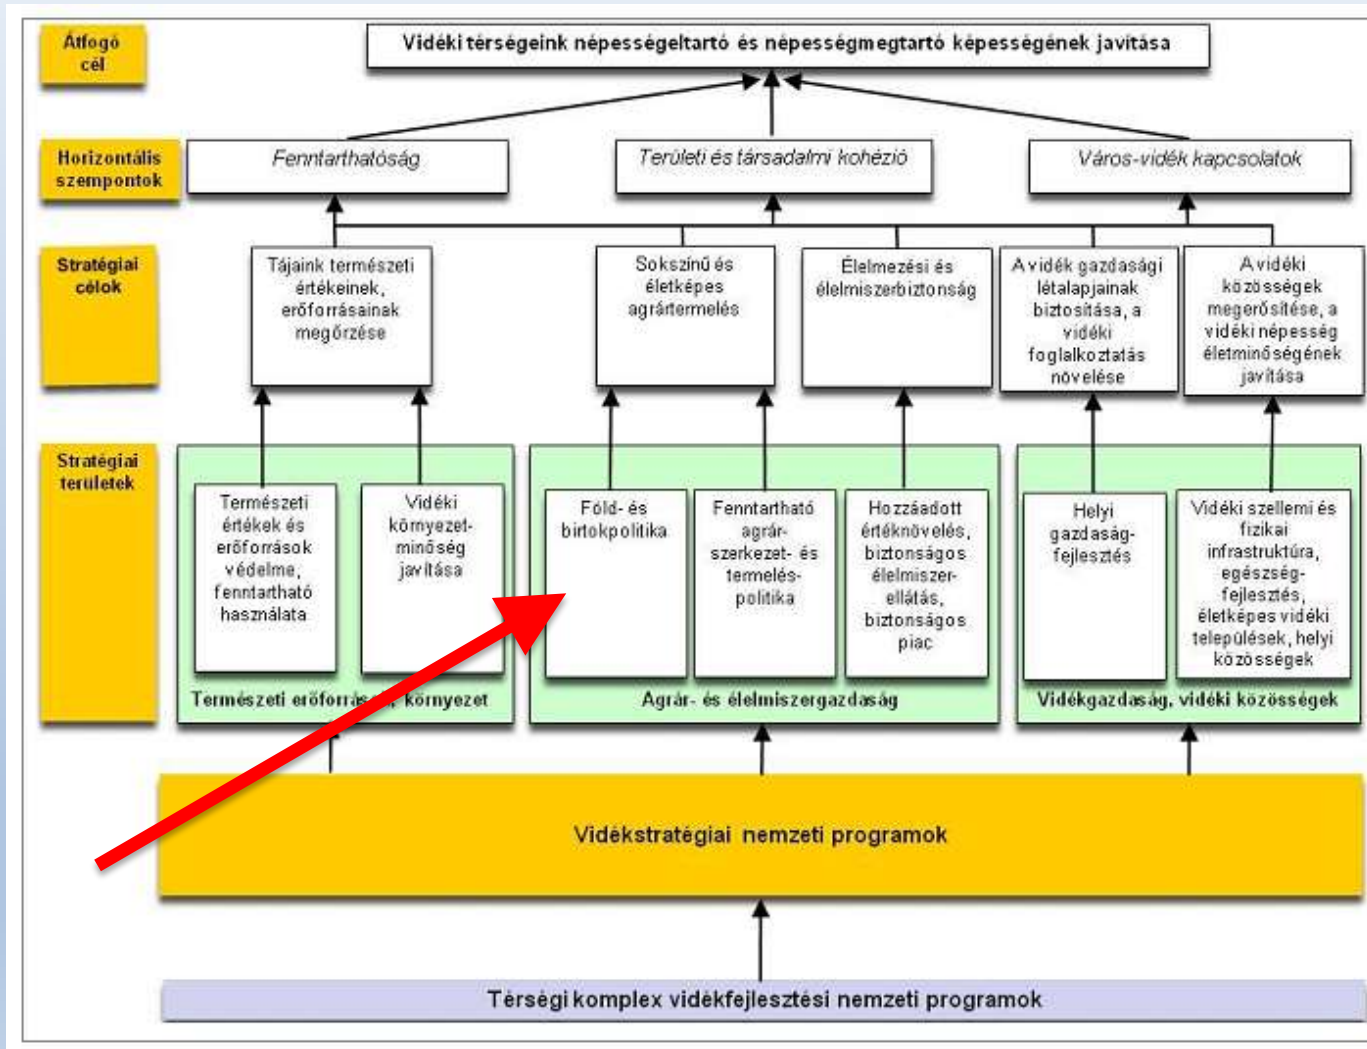 Átfogó
cél
Vidéki térségeink népességeltartó és népességmegtartó képességének javítása
Horizontális
szempontok
Fenntarthatóság
Területi és társadalmi kohézió
Város-vidék kapcsolatok
Stratégiai
célok
Tájaink természeti
értékeinek,
erőforrásainak
megőrzése
Sokszínű és
életképes
agrártermelés
Élelmezési és
élelmiszerbiztonság
A vidék gazdasági
létalapjainak
biztosítása, a
vidéki
foglalkoztatás
növelése
A vidéki
közösségek
megerősítése, a
vidéki népesség
életminőségének
javítása
Stratégiai
területek
Természeti
értékek és
erőforrások
védelme,
fenntartható
használata
Vidéki
környezet-
minőség
javítása
Természeti környezet
Föld- és
birtokpolitika
Fenntartható
agrár-
szerkezet- és
termelés-
politika
Hozzáadott
értéknövelés,
biztonságos
élelmiszer-
ellátás,
biztonságos
piac
Agrár- és élelmiszergazdaság
Helyi
gazdaság-
fejlesztés
Vidéki szellemi és
fizikai
infrastruktúra,
egészség-
fejlesztés,
életképes vidéki
települések, helyi
közösségek
Vidékgazdaság, vidéki közösségek
Vidékstratégiai nemzeti programok
Térségi komplex vidékfejlesztési nemzeti programok